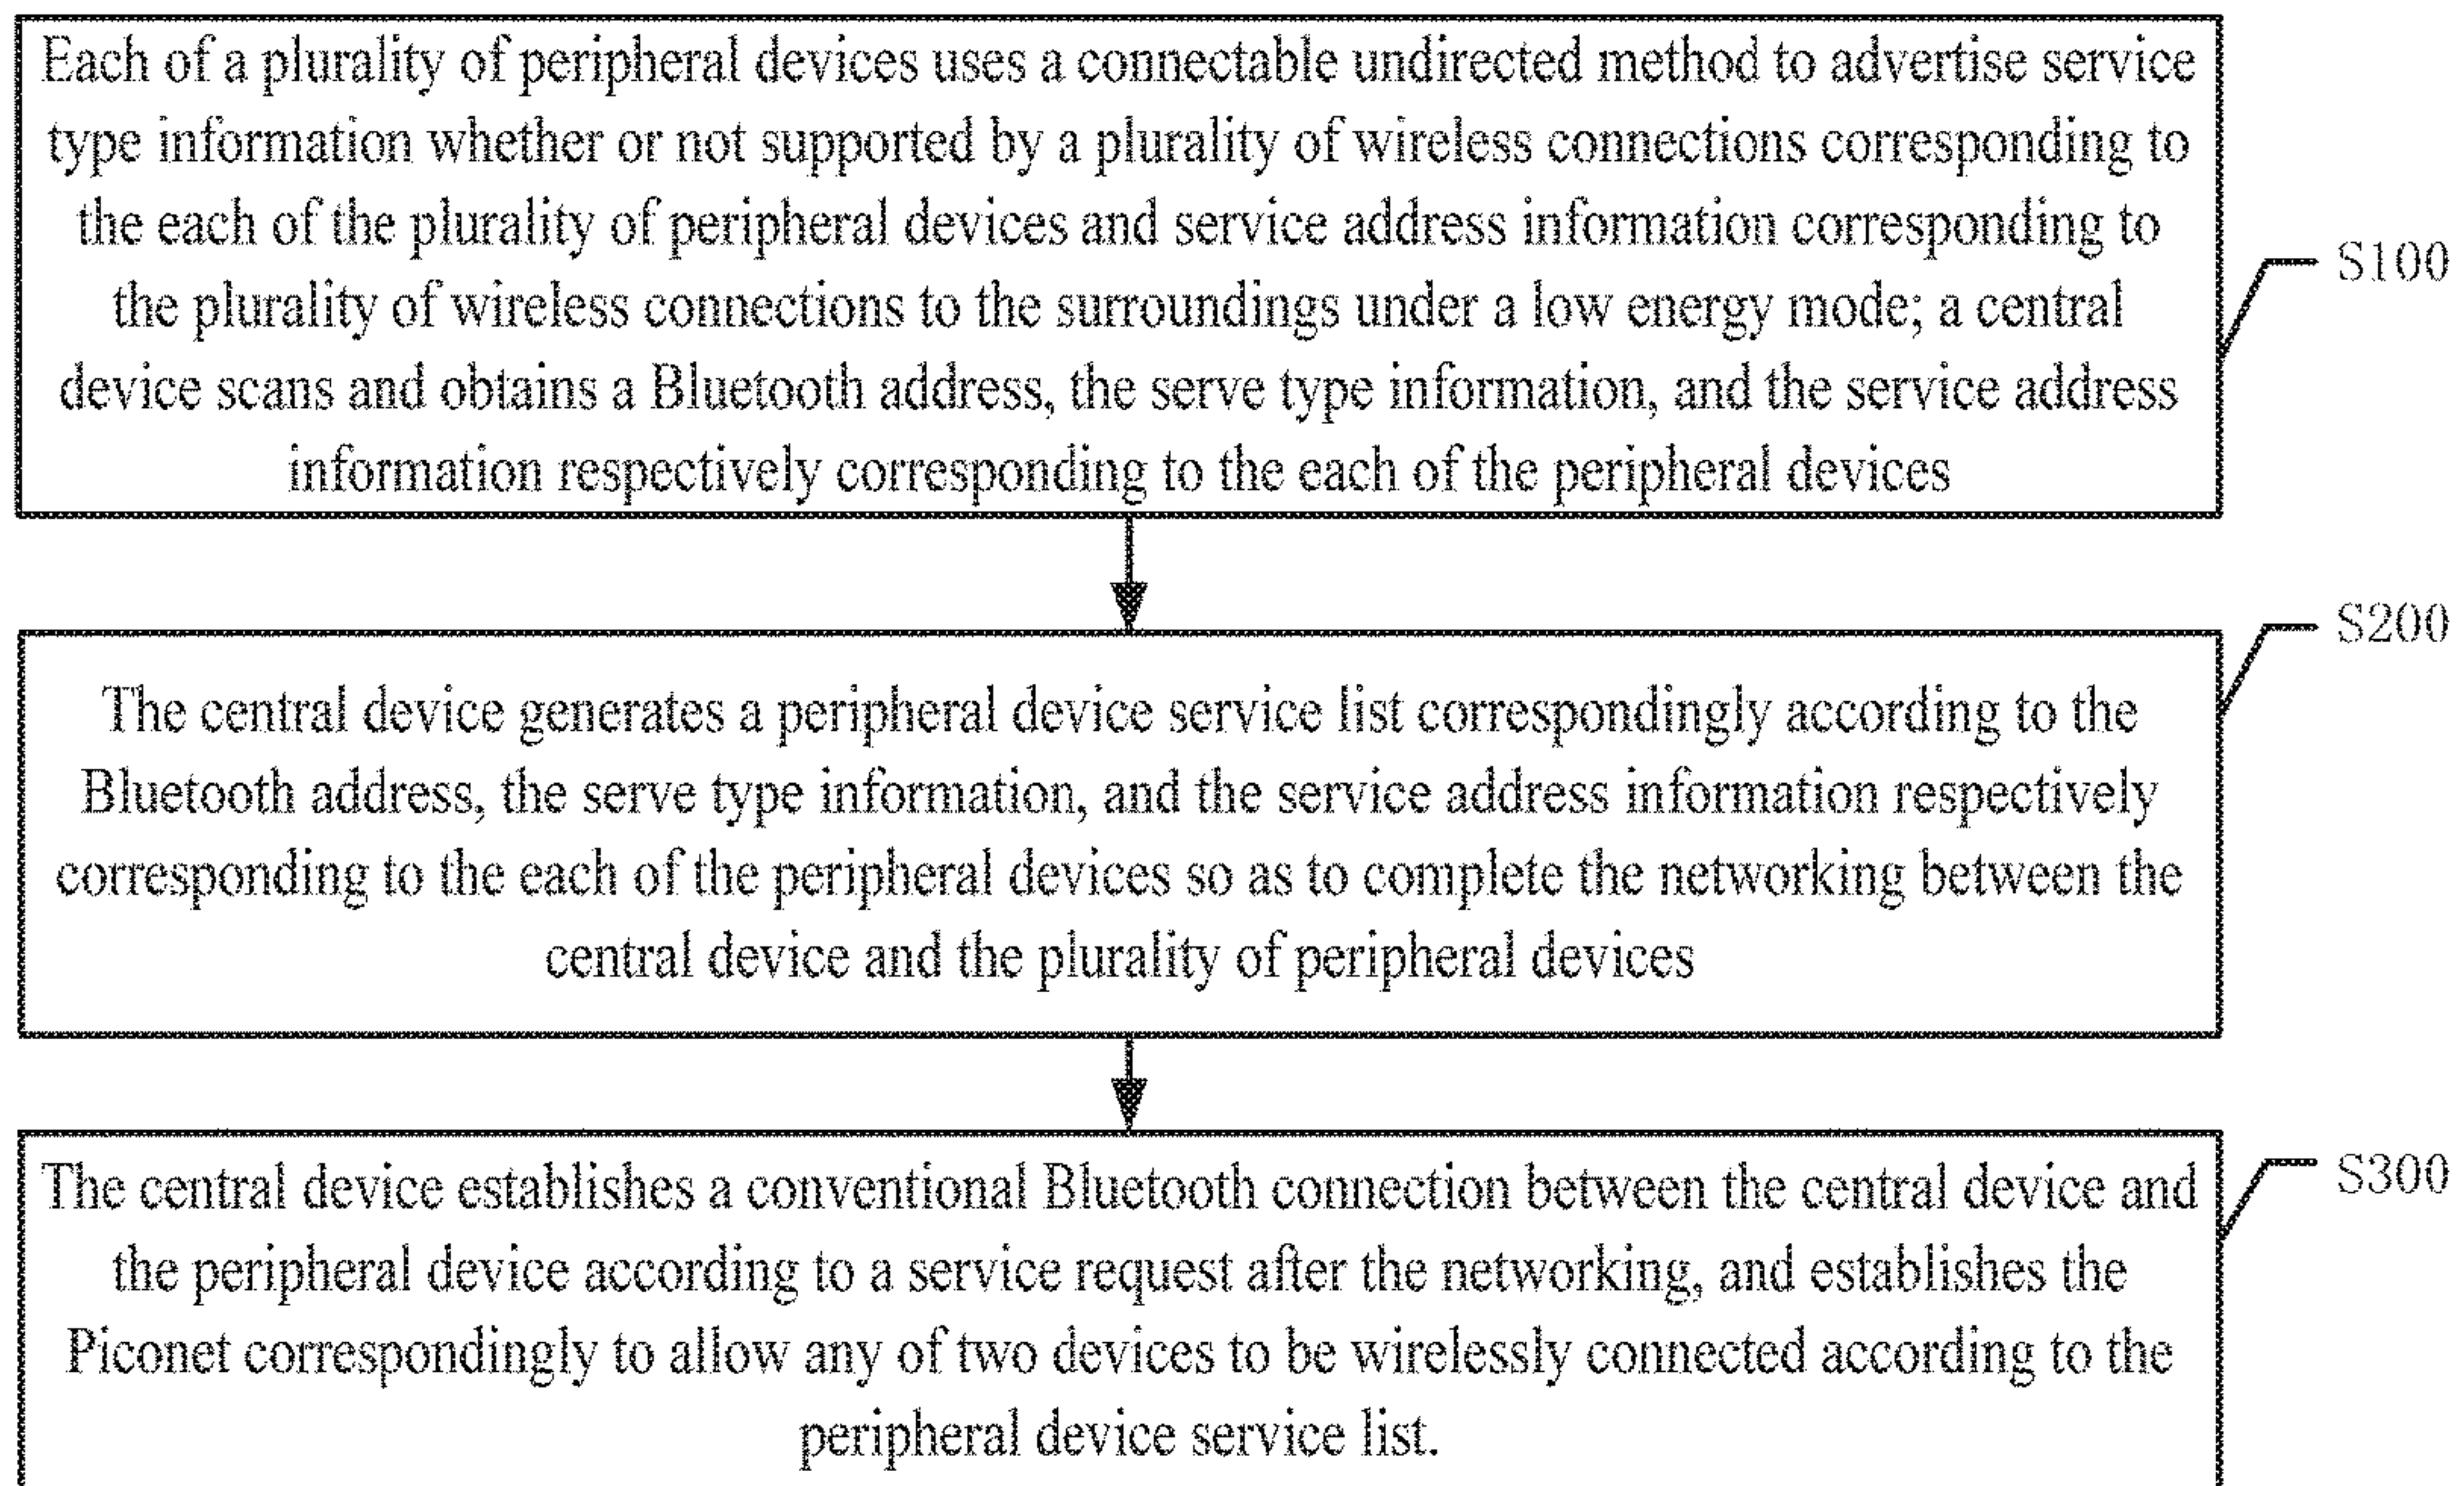 Each of a plurality of peripheral devices uses a connectable undirected method to advertise service
type information whether or not supported by a plurality of wireless connections corresponding to
the each of the plurality of peripheral devices and service address information corresponding to
the plurality of wireless connections to the surroundings under a low energy mode; a central
device scans and obtains a Bluetooth address, the serve type information, and the service address
information respectively corresponding to the each of the peripheral devices
S100
The central device generates a peripheral device service list correspondingly according to the
Bluetooth address, the serve type information, and the service address information respectively
corresponding to the each of the peripheral devices so as to complete the networking between the
central device and the plurality of peripheral devices
S200
The central device establishes a conventional Bluetooth connection between the central device and
the peripheral device according to a service request after the networking, and establishes the
Piconet correspondingly to allow any of two devices to be wirelessly connected according to the
peripheral device service list.
S300